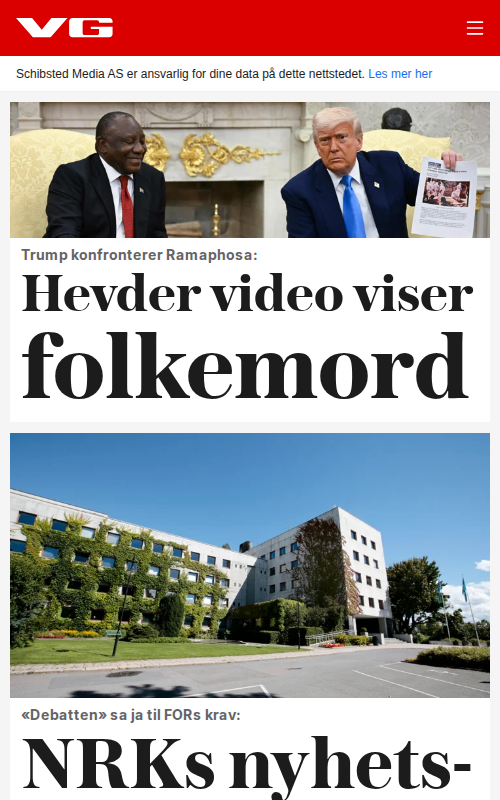 VG
Schibsted Media AS er ansvarlig for dine data på dette nettstedet. Les mer her
Trump konfronterer Ramaphosa:
Hevder video viser
folkemord
«Debatten» sa ja til FORs krav:
NRKs nyhets-